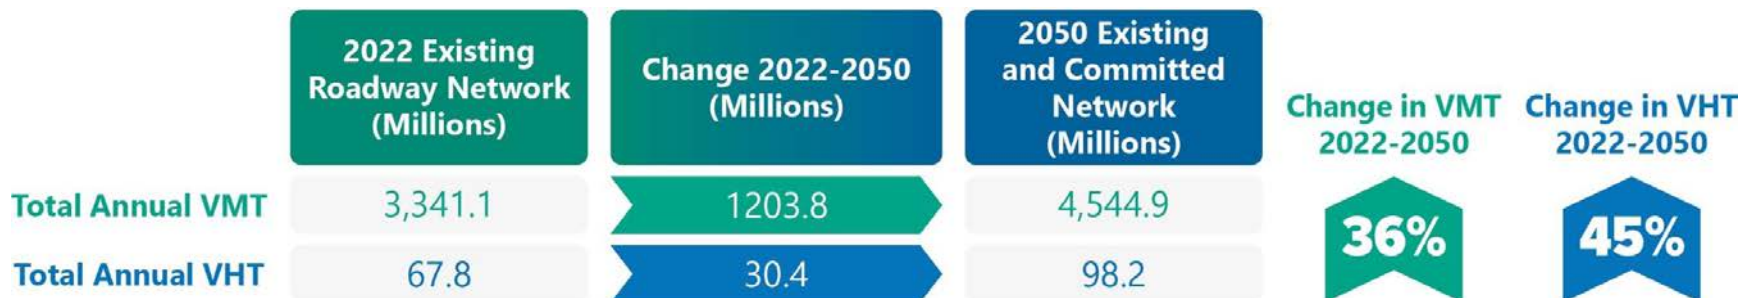 2022 Existing
Roadway Network
(Millions)
Change 2022-2050
(Millions)
2050 Existing
and Committed
Network
(Millions)
Change in VMT
2022-2050
Change in VHT
2022-2050
Total Annual VMT
3,341.1
1203.8
4,544.9
36%
45%
Total Annual VHT
67.8
30.4
98.2